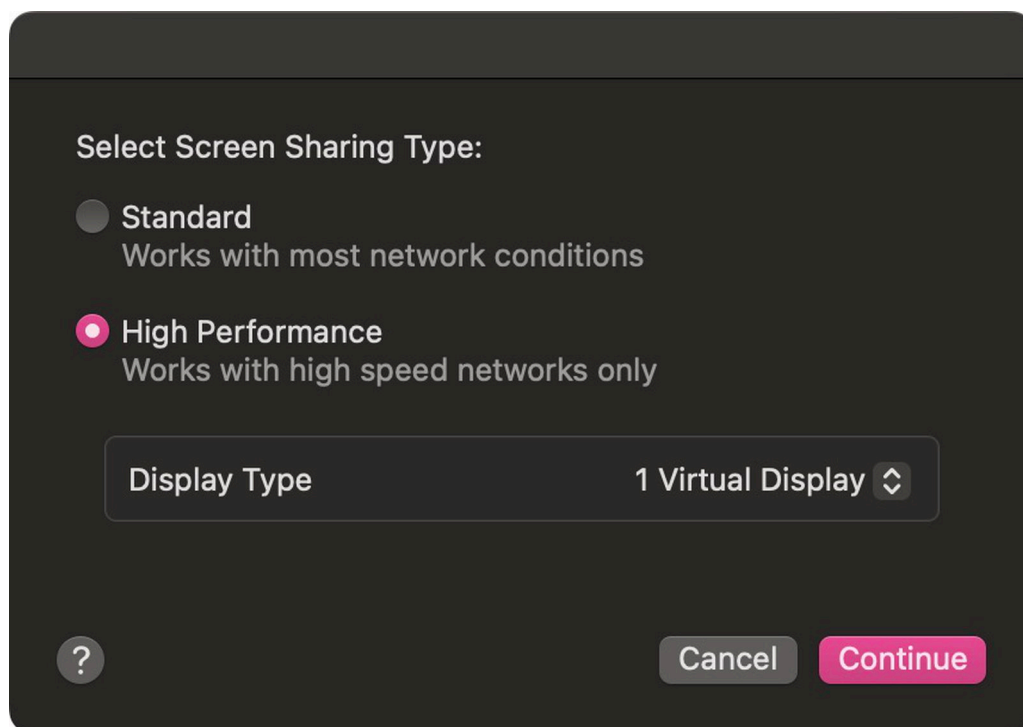 Select Screen Sharing Type:
Standard
Works with most network conditions
High Performance
Works with high speed networks only
Display Type 1 Virtual Display
? Cancel Continue